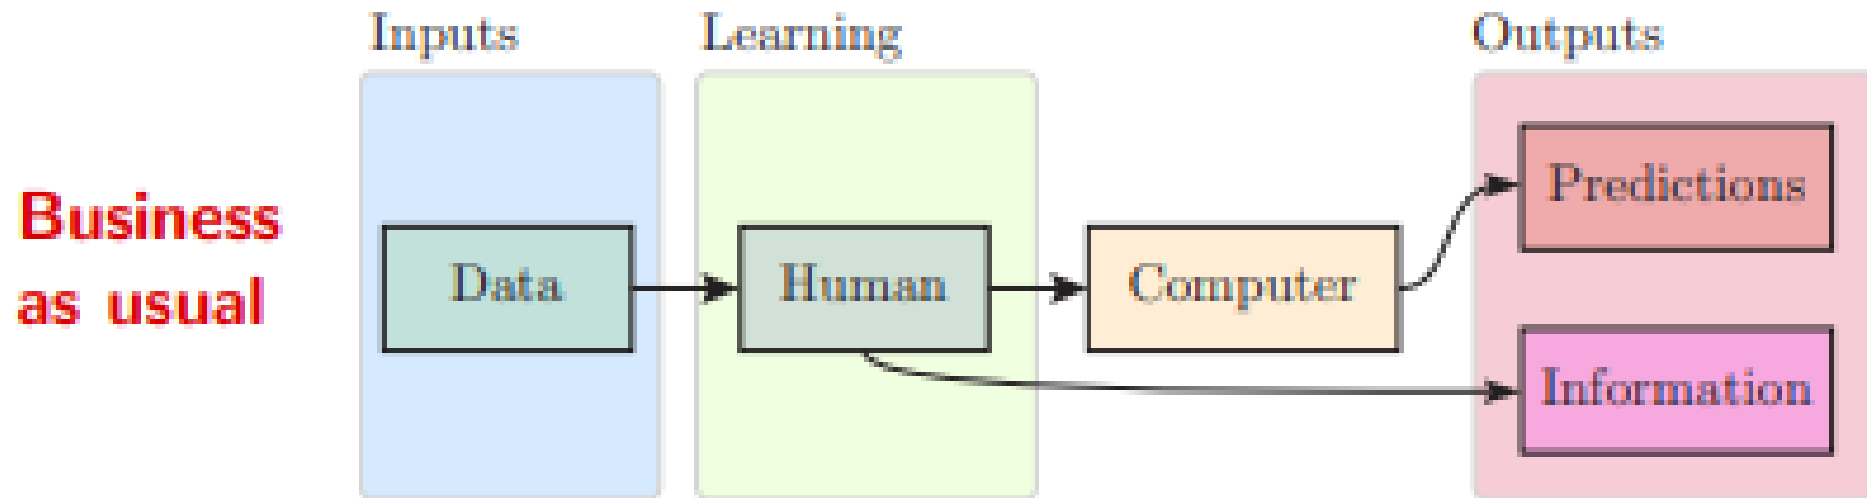 Inputs
Learning
Outputs
Business
as usual
Data
Human
Computer
Predictions
Information